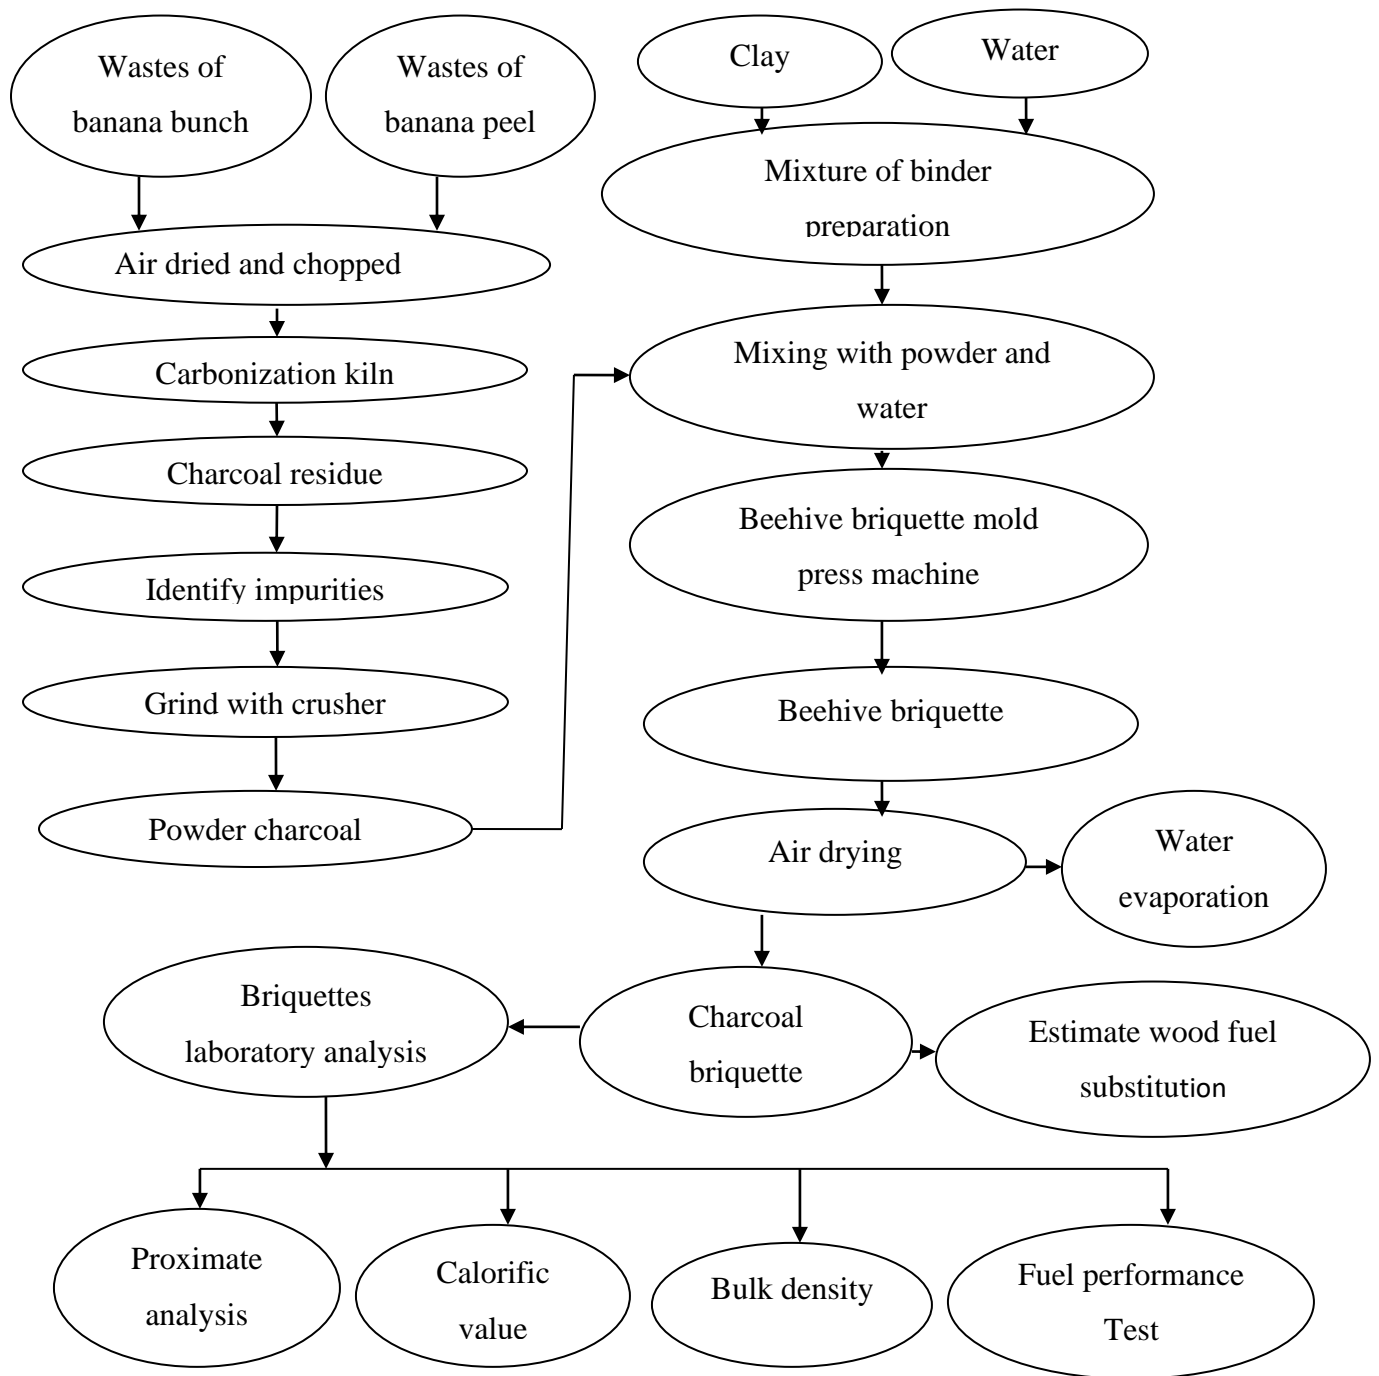 Wastes of
banana bunch
Wastes of
banana peel
Clay
Water
Mixture of binder
preparation
Air dried and chopped
Carbonization kiln
Mixing with powder and
water
Charcoal residue
Beehive briquette mold
press machine
Identify impurities
Grind with crusher
Beehive briquette
Powder charcoal
Air drying
Water
evaporation
Briquettes
laboratory analysis
Charcoal
briquette
Estimate wood fuel
substitution
Proximate
analysis
Calorific
value
Bulk density
Fuel performance
Test